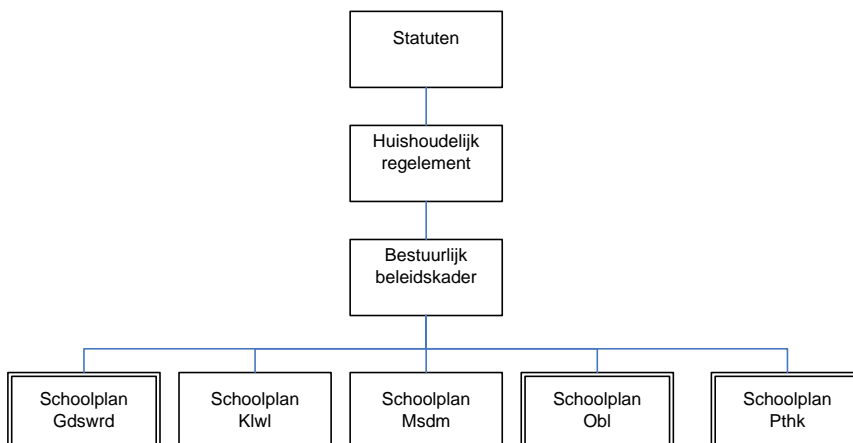 Statuten
Huishoudelijk
regelement
Bestuurlijk
beleidskader
Schoolplan
Gdswrd
Schoolplan
Klwl
Schoolplan
Msdm
Schoolplan
Obl
Schoolplan
Pthk